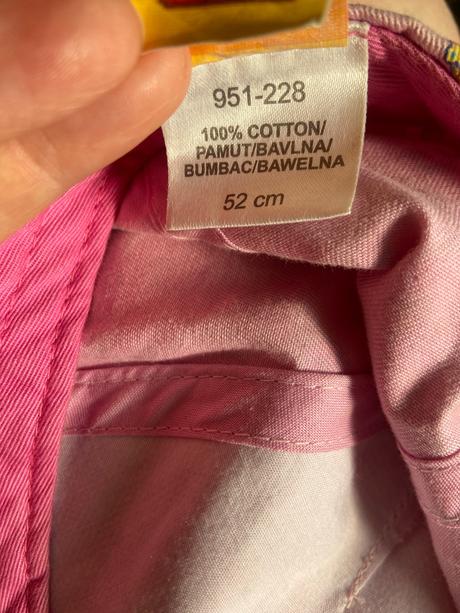 951-228
100% COTTON/
PAMUT/BAVLNA/
BUMBAC/BAWELNA
52 cm